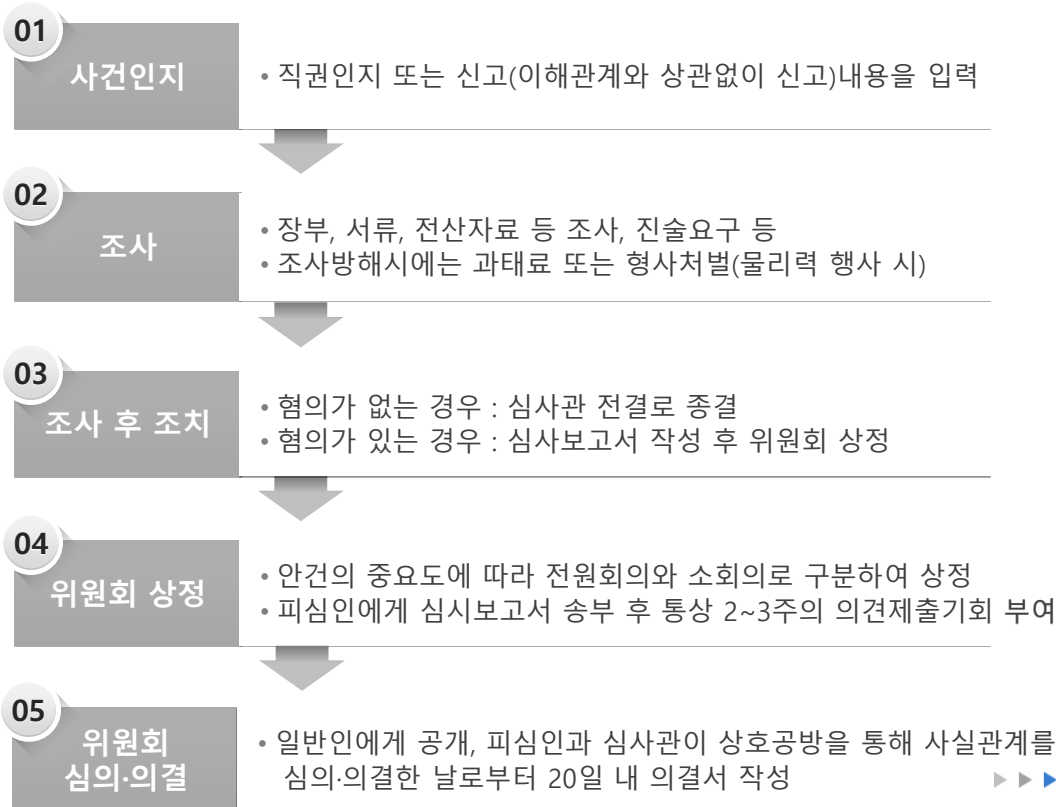 01
사건인지
• 직권인지 또는 신고(이해관계와 상관없이 신고)내용을 입력
02
조사
• 장부, 서류, 전산자료 등 조사, 진술요구 등
• 조사방해시에는 과태료 또는 형사처벌(물리력 행사 시)
03
조사 후 조치
• 혐의가 없는 경우 : 심사관 전결로 종결
• 혐의가 있는 경우 : 심사보고서 작성 후 위원회 상정
04
위원회 상정
• 안건의 중요도에 따라 전원회의와 소회의로 구분하여 상정
• 피심인에게 심시보고서 송부 후 통상 2~3주의 의견제출기회 부여
05
위원회
심의·의결
• 일반인에게 공개, 피심인과 심사관이 상호공방을 통해 사실관계를
심의·의결한 날로부터 20일 내 의결서 작성